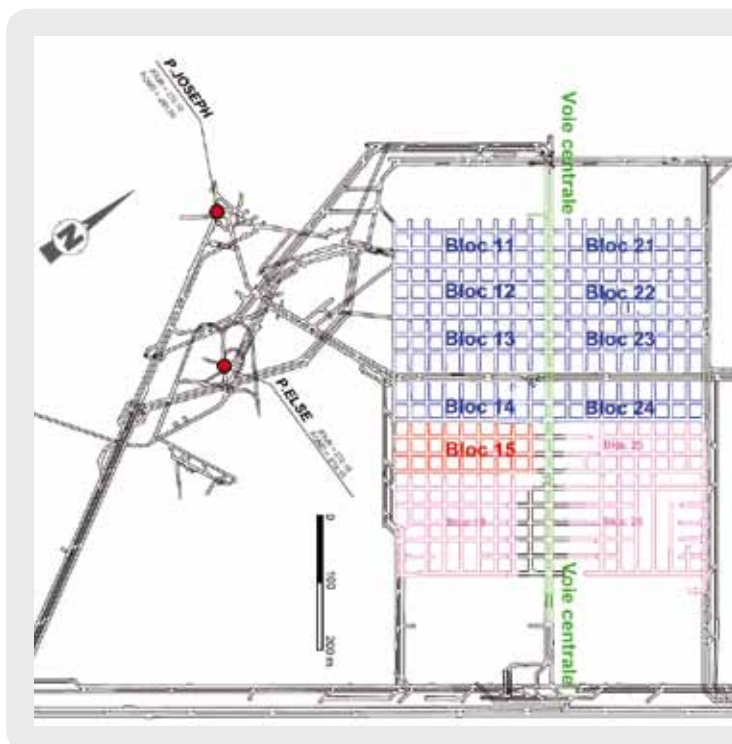 P.JOSEPH
N
Voie centrale
Bloc 11
Bloc 21
Bloc 12
Bloc 22
Bloc 13
Bloc 23
Bloc 14
Bloc 24
Bloc 15
P.ELSE
0
100
200 m
Voie centrale